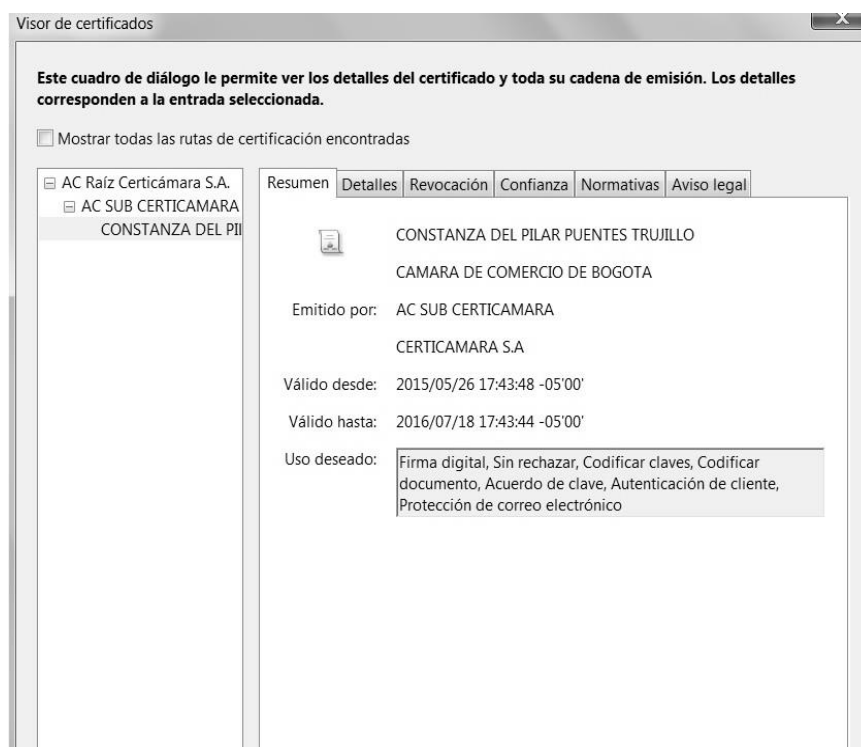 Visor de certificados
Este cuadro de diálogo le permite ver los detalles del certificado y toda su cadena de emisión. Los detalles
corresponden a la entrada seleccionada.
Mostrar todas las rutas de certificación encontradas
AC Raíz Certicámara S.A.
AC SUB CERTICAMARA
CONSTANZA DEL PII
Resumen Detalles Revocación Confianza Normativas Aviso legal
CONSTANZA DEL PILAR PUENTES TRUJILLO
CAMARA DE COMERCIO DE BOGOTA
Emitido por: AC SUB CERTICAMARA
CERTICAMARA S.A
Válido desde: 2015/05/26 17:43:48 -05'00'
Válido hasta: 2016/07/18 17:43:44 -05'00'
Uso deseado: Firma digital, Sin rechazar, Codificar claves, Codificar
documento, Acuerdo de clave, Autenticación de cliente,
Protección de correo electrónico